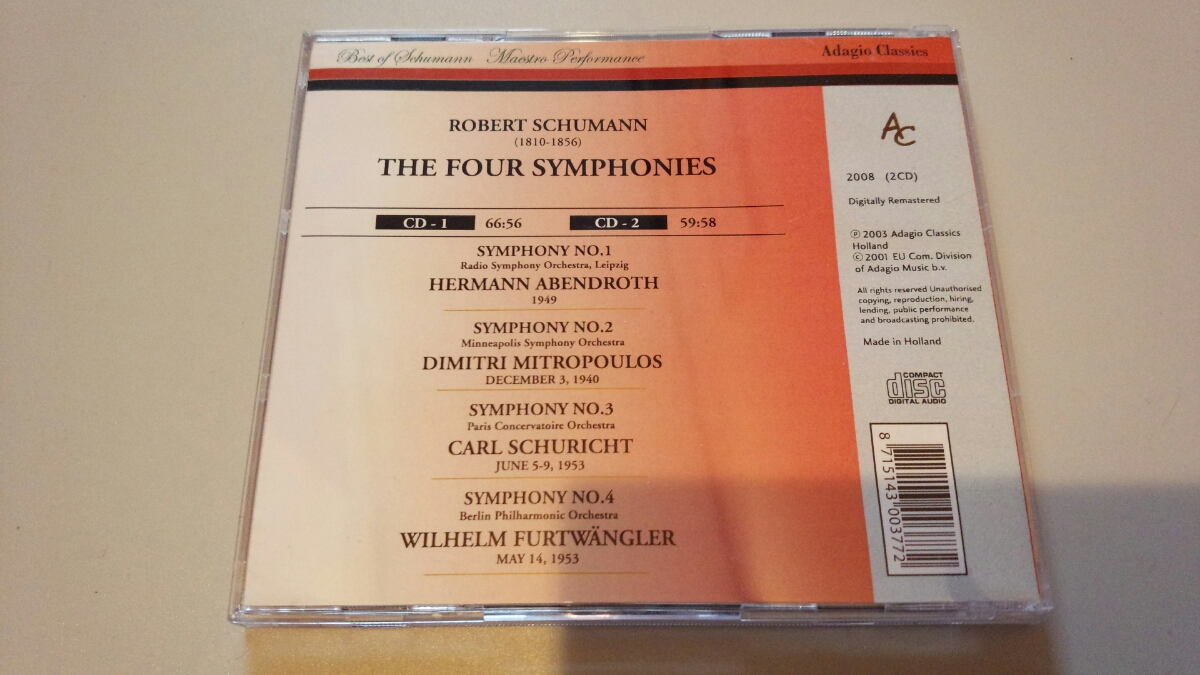 Best of Schumann Maestro Performance
Adagio Classics
ROBERT SCHUMANN
(1810-1856)
THE FOUR SYMPHONIES
CD - 1 66:56 CD - 2 59:58
SYMPHONY NO.1
Radio Symphony Orchestra, Leipzig
HERMANN ABENDROTH
1949
SYMPHONY NO.2
Minneapolis Symphony Orchestra
DIMITRI MITROPOULOS
DECEMBER 3, 1940
SYMPHONY NO.3
Paris Concervatoire Orchestra
CARL SCHURICHT
JUNE 5-9, 1953
SYMPHONY NO.4
Berlin Philharmonic Orchestra
WILHELM FURTWÄNGLER
MAY 14, 1953
AC
2008 (2CD)
Digitally Remastered
℗ 2003 Adagio Classics
Holland
© 2001 EU Com. Division
of Adagio Music b.v.
All rights reserved Unauthorised
copying, reproduction, hiring,
lending, public performance
and broadcasting prohibited.
Made in Holland
COMPACT
disc
DIGITAL AUDIO
8 715143 003772